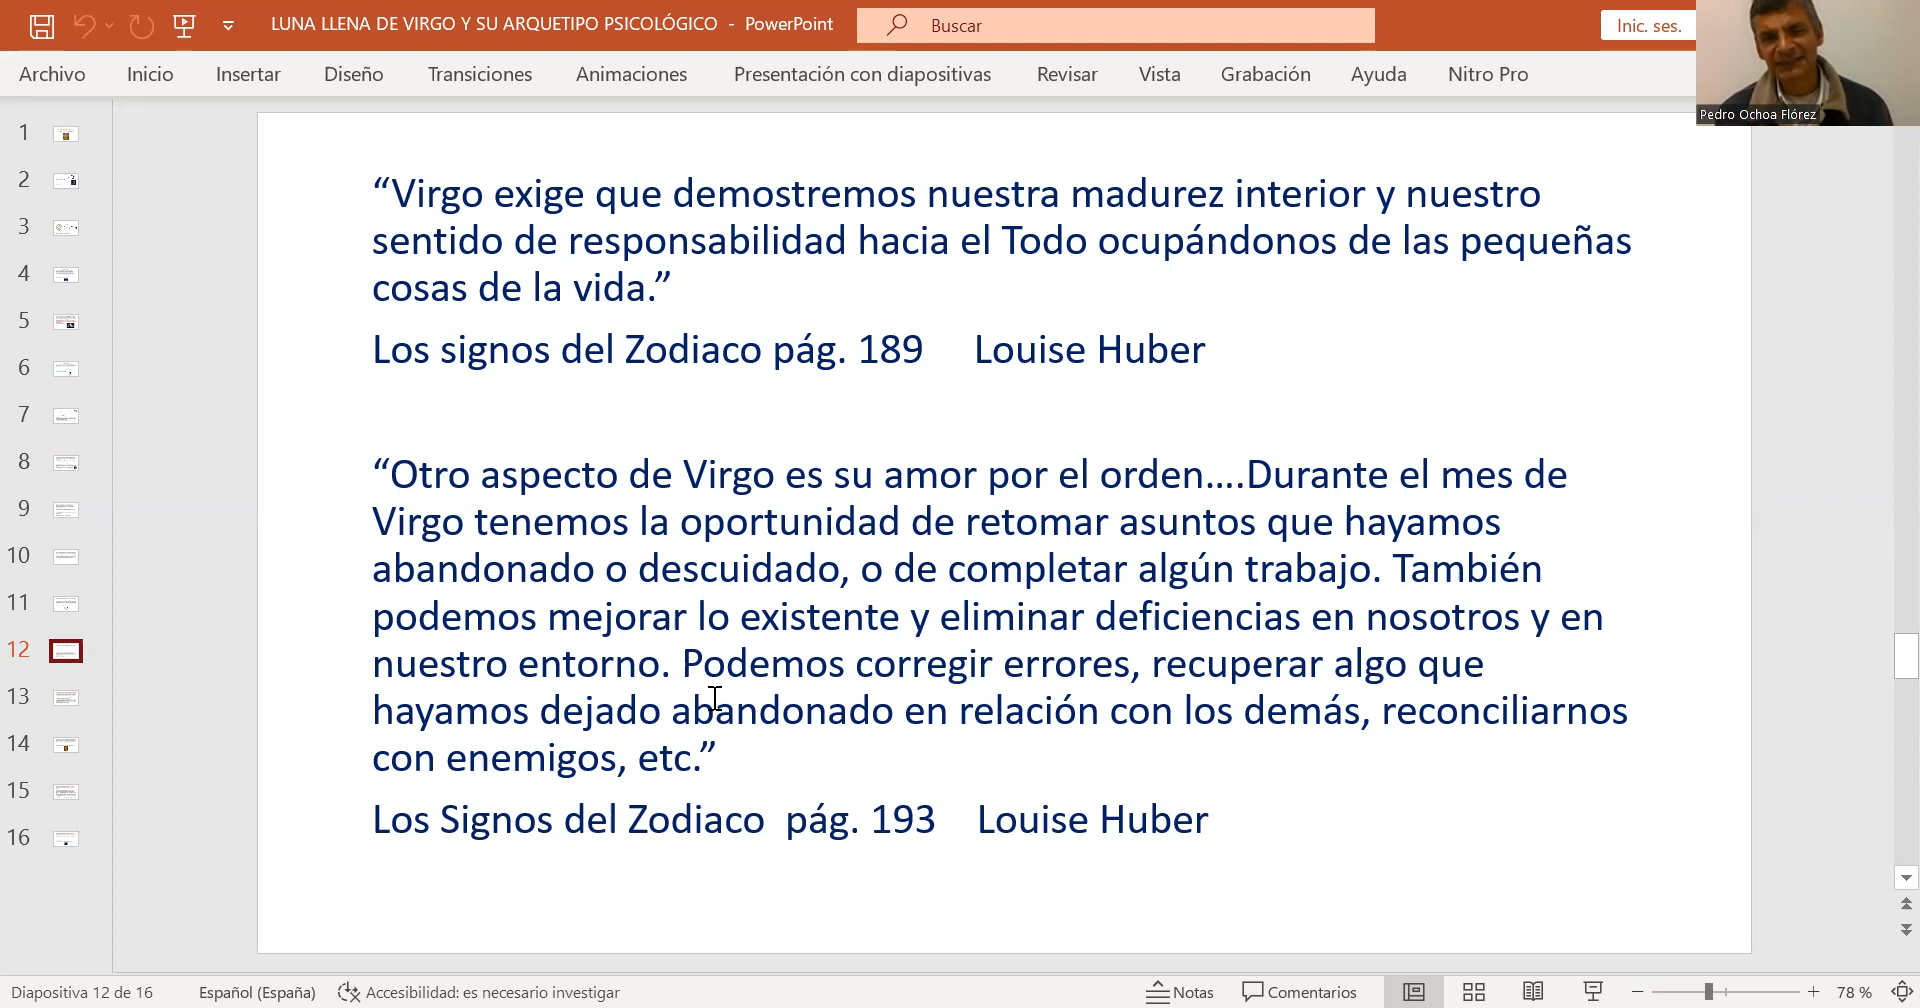 LUNA LLENA DE VIRGO Y SU ARQUETIPO PSICOLÓGICO - PowerPoint
Buscar
Inic. ses.
Archivo Inicio Insertar Diseño Transiciones Animaciones Presentación con diapositivas Revisar Vista Grabación Ayuda Nitro Pro
Pedro Ochoa Flórez
1
2
3
4
5
6
7
8
9
10
11
12
13
14
15
16
“Virgo exige que demostremos nuestra madurez interior y nuestro
sentido de responsabilidad hacia el Todo ocupándonos de las pequeñas
cosas de la vida.”
Los signos del Zodiaco pág. 189 Louise Huber
“Otro aspecto de Virgo es su amor por el orden....Durante el mes de
Virgo tenemos la oportunidad de retomar asuntos que hayamos
abandonado o descuidado, o de completar algún trabajo. También
podemos mejorar lo existente y eliminar deficiencias en nosotros y en
nuestro entorno. Podemos corregir errores, recuperar algo que
hayamos dejado abandonado en relación con los demás, reconciliarnos
con enemigos, etc.”
Los Signos del Zodiaco pág. 193 Louise Huber
Diapositiva 12 de 16 Español (España) Accesibilidad: es necesario investigar Notas Comentarios 78 %